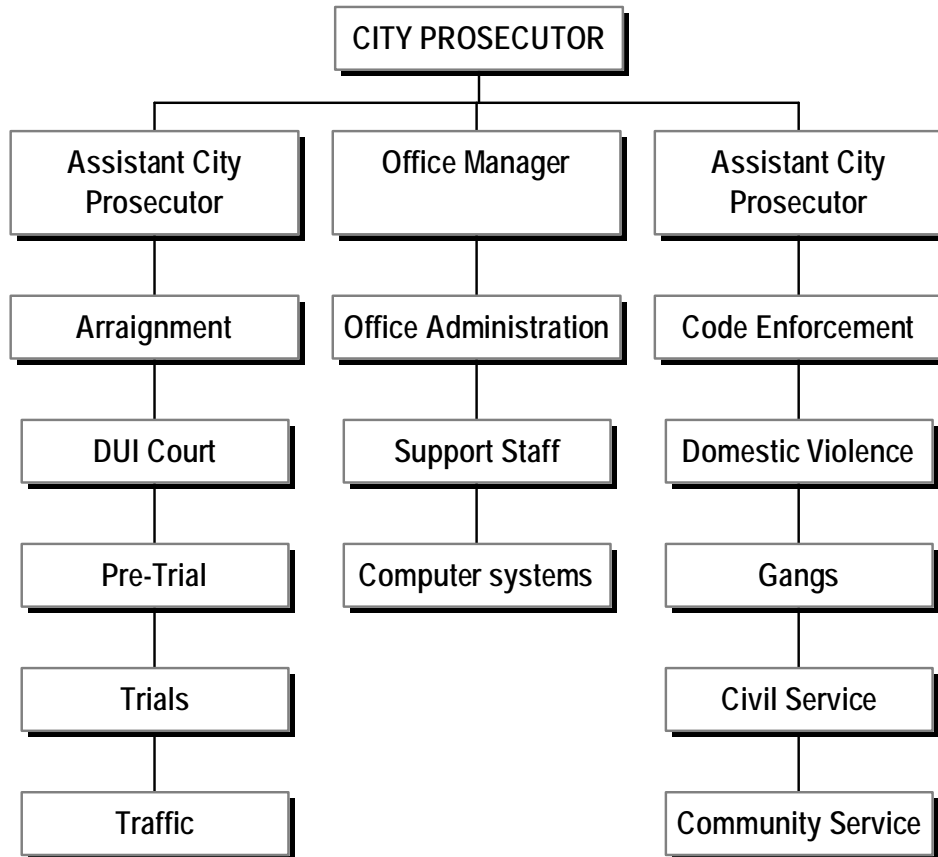 CITY PROSECUTOR
Assistant City
Prosecutor
Office Manager
Assistant City
Prosecutor
Arraignment
Office Administration
Code Enforcement
DUI Court
Support Staff
Domestic Violence
Pre-Trial
Computer systems
Gangs
Trials
Civil Service
Traffic
Community Service